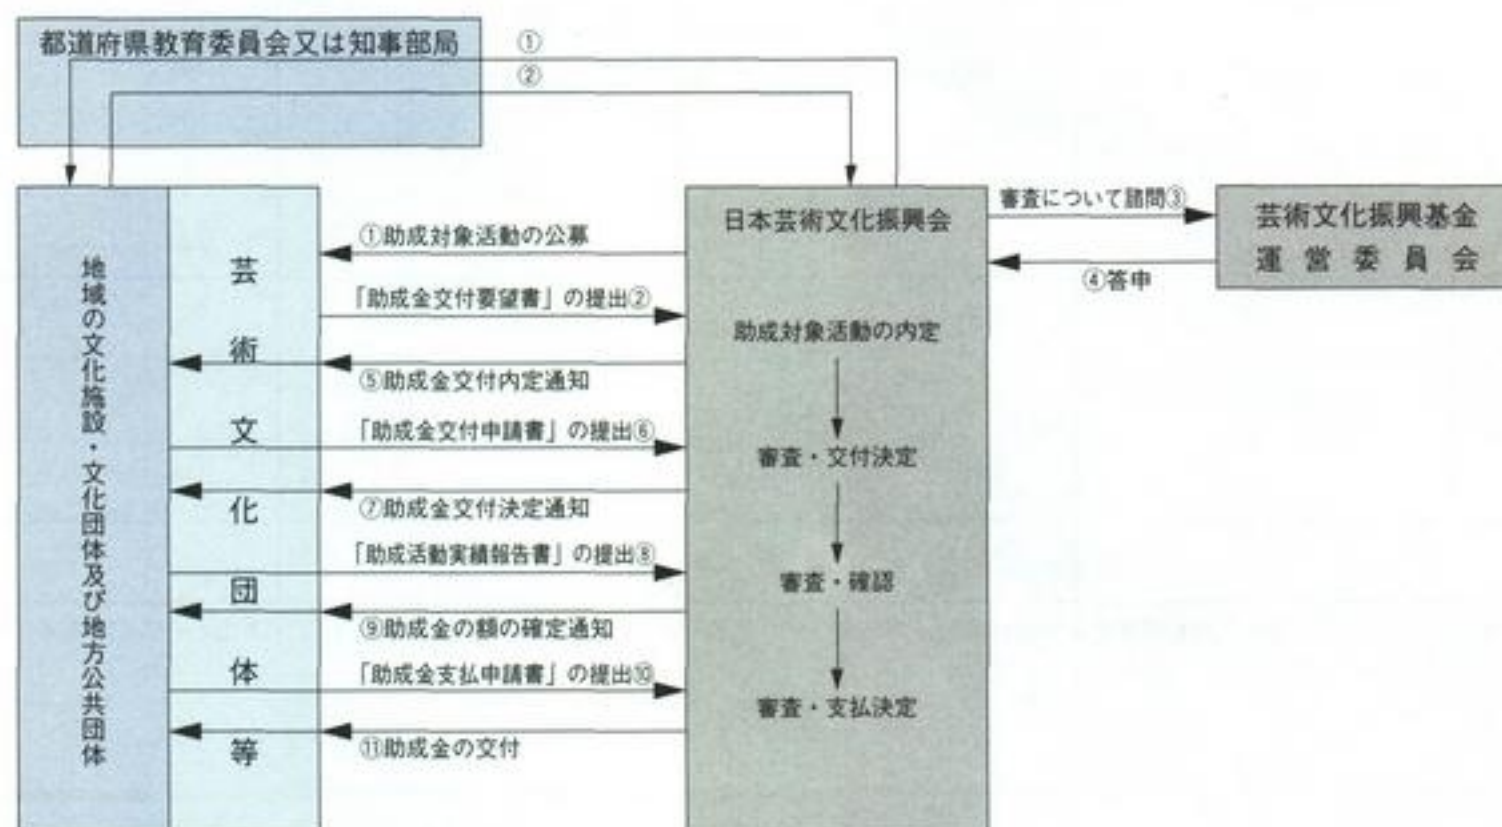 都道府県教育委員会又は知事部局
①
②
地域の文化施設・文化団体及び地方公共団体
芸術文化団体等
①助成対象活動の公募
「助成金交付要望書」の提出②
⑤助成金交付内定通知
「助成金交付申請書」の提出⑥
⑦助成金交付決定通知
「助成活動実績報告書」の提出⑧
⑨助成金の額の確定通知
「助成金支払申請書」の提出⑩
⑪助成金の交付
日本芸術文化振興会
助成対象活動の内定
審査・交付決定
審査・確認
審査・支払決定
審査について諮問③
④答申
芸術文化振興基金
運営委員会